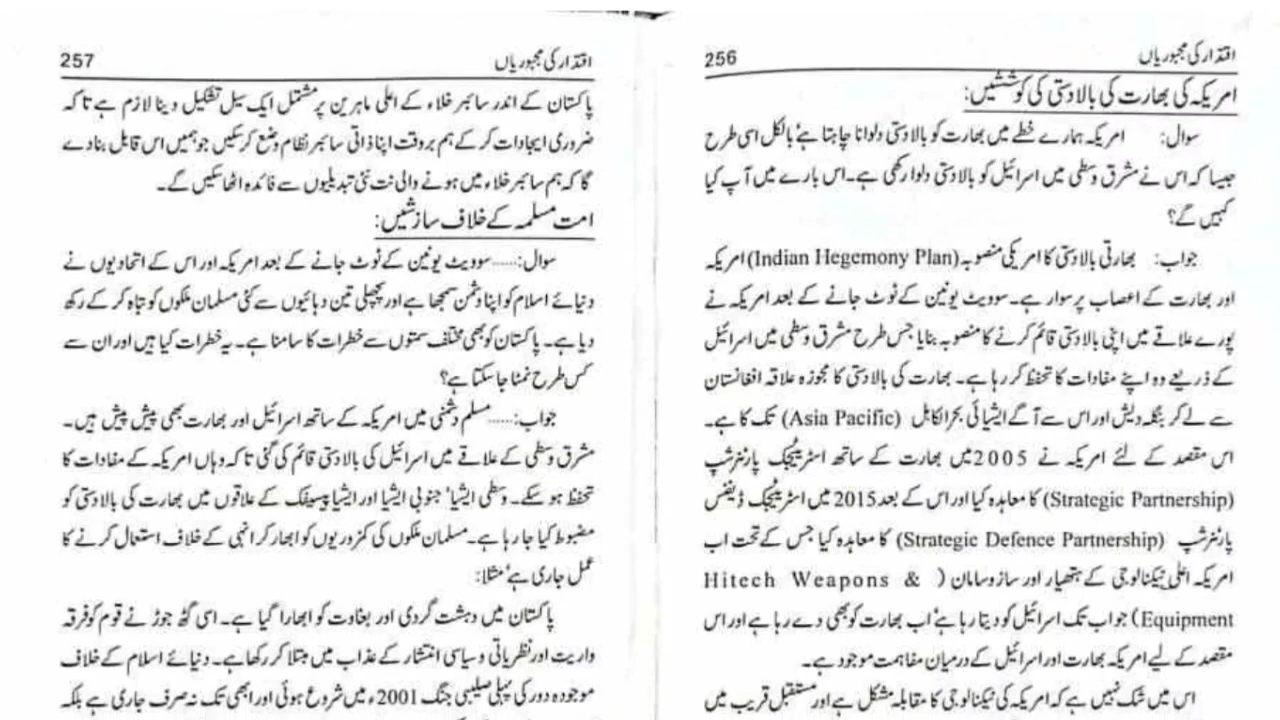 256 اقتدار کی مجبوریاں
امریکہ کی بھارت کی بالادستی کی کوششیں:
سوال: امریکہ ہمارے خطے میں بھارت کو بالادستی دلوانا چاہتا ہے' بالکل اسی طرح
جیسا کہ اس نے مشرق وسطی میں اسرائیل کو بالادستی دلوا رکھی ہے۔ اس بارے میں آپ کیا
کہیں گے؟
جواب: بھارتی بالادستی کا امریکی منصوبہ (Indian Hegemony Plan) امریکہ
اور بھارت کے اعصاب پر سوار ہے۔ سوویٹ یونین کے ٹوٹ جانے کے بعد امریکہ نے
پورے علاقے میں اپنی بالادستی قائم کرنے کا منصوبہ بنایا جس طرح مشرق وسطی میں اسرائیل
کے ذریعے وہ اپنے مفادات کا تحفظ کر رہا ہے۔ بھارت کی بالادستی کا مجوزہ علاقہ افغانستان
سے لے کر بنگلہ دیش اور اس سے آگے ایشیائی بحرالکاہل (Asia Pacific) تک کا ہے۔
اس مقصد کے لئے امریکہ نے 2005 میں بھارت کے ساتھ اسٹریٹیجک پارٹنرشپ
(Strategic Partnership) کا معاہدہ کیا اور اس کے بعد 2015 میں اسٹریٹیجک ڈیفنس
پارٹنرشپ (Strategic Defence Partnership) کا معاہدہ کیا جس کے تحت اب
امریکہ اعلی ٹیکنالوجی کے ہتھیار اور ساز و سامان (Hitech Weapons &
Equipment) جو اب تک اسرائیل کو دیتا رہا ہے' اب بھارت کو بھی دے رہا ہے اور اس
مقصد کے لیے امریکہ بھارت اور اسرائیل کے درمیان مفاہمت موجود ہے۔
اس میں شک نہیں ہے کہ امریکہ کی ٹیکنالوجی کا مقابلہ مشکل ہے اور مستقبل قریب میں
257 اقتدار کی مجبوریاں
پاکستان کے اندر سائبر خلاء کے اعلی ماہرین پر مشتمل ایک سیل تشکیل دینا لازم ہے تا کہ
ضروری ایجادات کر کے ہم بروقت اپنا ذاتی سائبر نظام وضع کر سکیں جو ہمیں اس قابل بنا دے
گا کہ ہم سائبر خلاء میں ہونے والی نت نئی تبدیلیوں سے فائدہ اٹھا سکیں گے۔
امت مسلمہ کے خلاف سازشیں:
سوال:..... سوویٹ یونین کے ٹوٹ جانے کے بعد امریکہ اور اس کے اتحادیوں نے
دنیائے اسلام کو اپنا دشمن سمجھا ہے اور پچھلی تین دہائیوں سے کئی مسلمان ملکوں کو تباہ کر کے رکھ
دیا ہے۔ پاکستان کو بھی مختلف سمتوں سے خطرات کا سامنا ہے۔ یہ خطرات کیا ہیں اور ان سے
کس طرح نمٹا جا سکتا ہے؟
جواب:..... مسلم دشمنی میں امریکہ کے ساتھ اسرائیل اور بھارت بھی پیش پیش ہیں۔
مشرق وسطی کے علاقے میں اسرائیل کی بالادستی قائم کی گئی تا کہ وہاں امریکہ کے مفادات کا
تحفظ ہو سکے۔ وسطی ایشیا' جنوبی ایشیا اور ایشیا پیسیفک کے علاقوں میں بھارت کی بالادستی کو
مضبوط کیا جا رہا ہے۔ مسلمان ملکوں کی کمزوریوں کو ابھار کر انہی کے خلاف استعمال کرنے کا
عمل جاری ہے' مثلا:
پاکستان میں دہشت گردی اور بغاوت کو ابھارا گیا ہے۔ اسی گٹھ جوڑ نے قوم کو فرقہ
واریت اور نظریاتی و سیاسی انتشار کے عذاب میں مبتلا کر رکھا ہے۔ دنیائے اسلام کے خلاف
موجودہ دور کی پہلی صلیبی جنگ 2001ء میں شروع ہوئی اور ابھی تک نہ صرف جاری ہے بلکہ